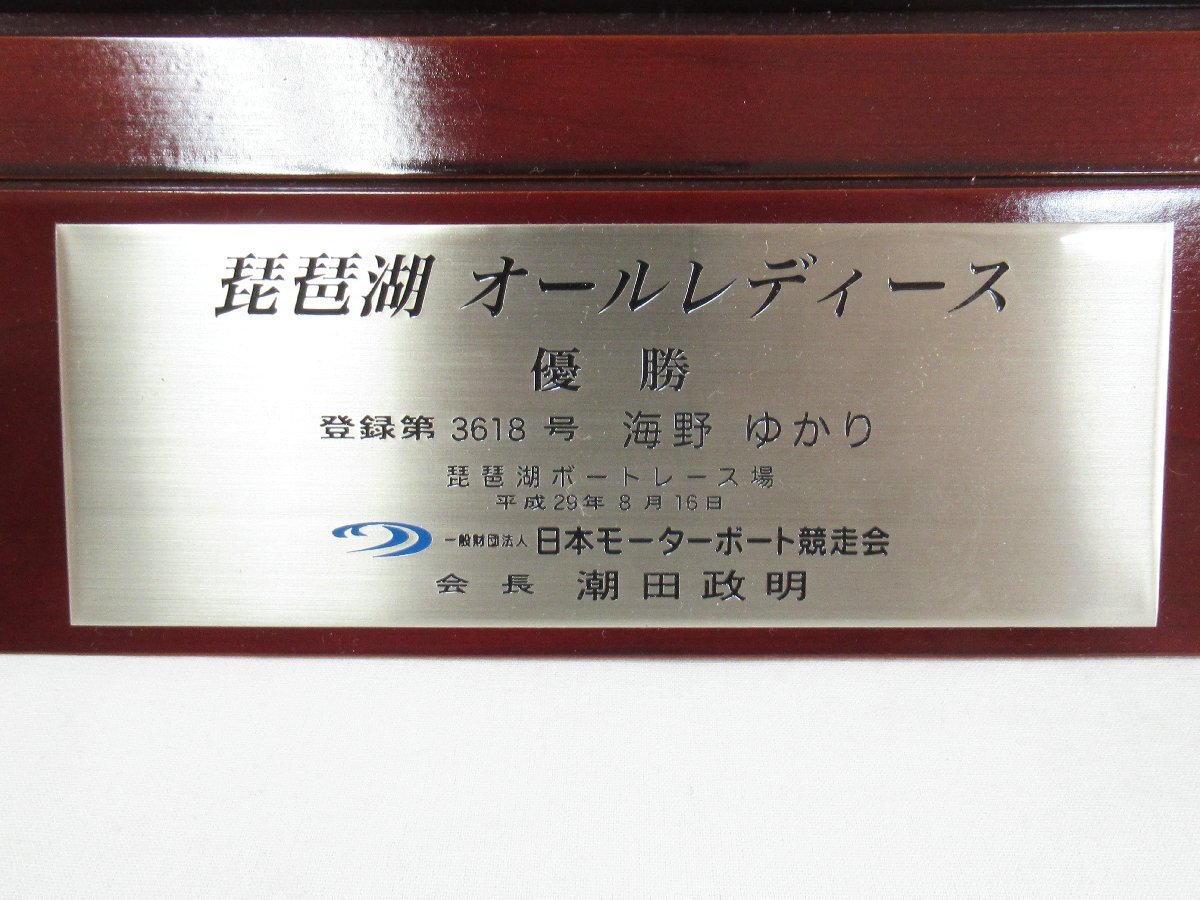 琵琶湖 オールレディース
優 勝
登録第 3618 号 海野 ゆかり
琵琶湖ボートレース場
平成29年 8月16日
一般財団法人 日本モーターボート競走会
会 長 潮田政明